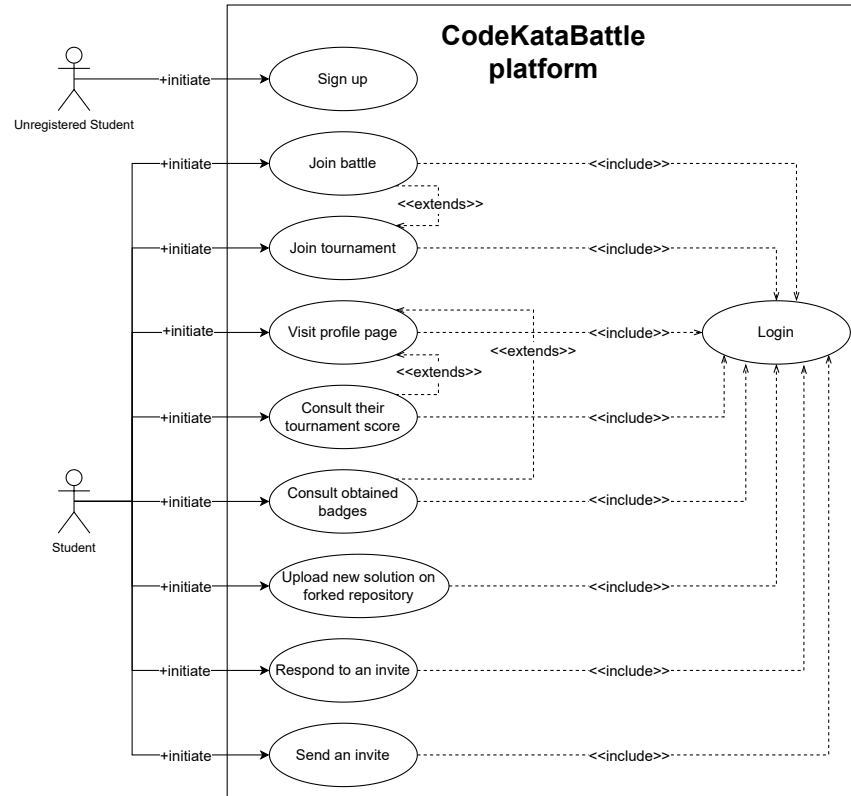 CodeKataBattle
platform
+initiate
Sign up
Unregistered Student
+initiate
Join battle
<<include>>
<<extends>>
+initiate
Join tournament
<<include>>
+initiate
Visit profile page
<<include>>
Login
<<extends>>
<<extends>>
+initiate
Consult their
tournament score
<<include>>
+initiate
Consult obtained
badges
<<include>>
Student
+initiate
Upload new solution on
forked repository
<<include>>
+initiate
Respond to an invite
<<include>>
+initiate
Send an invite
<<include>>